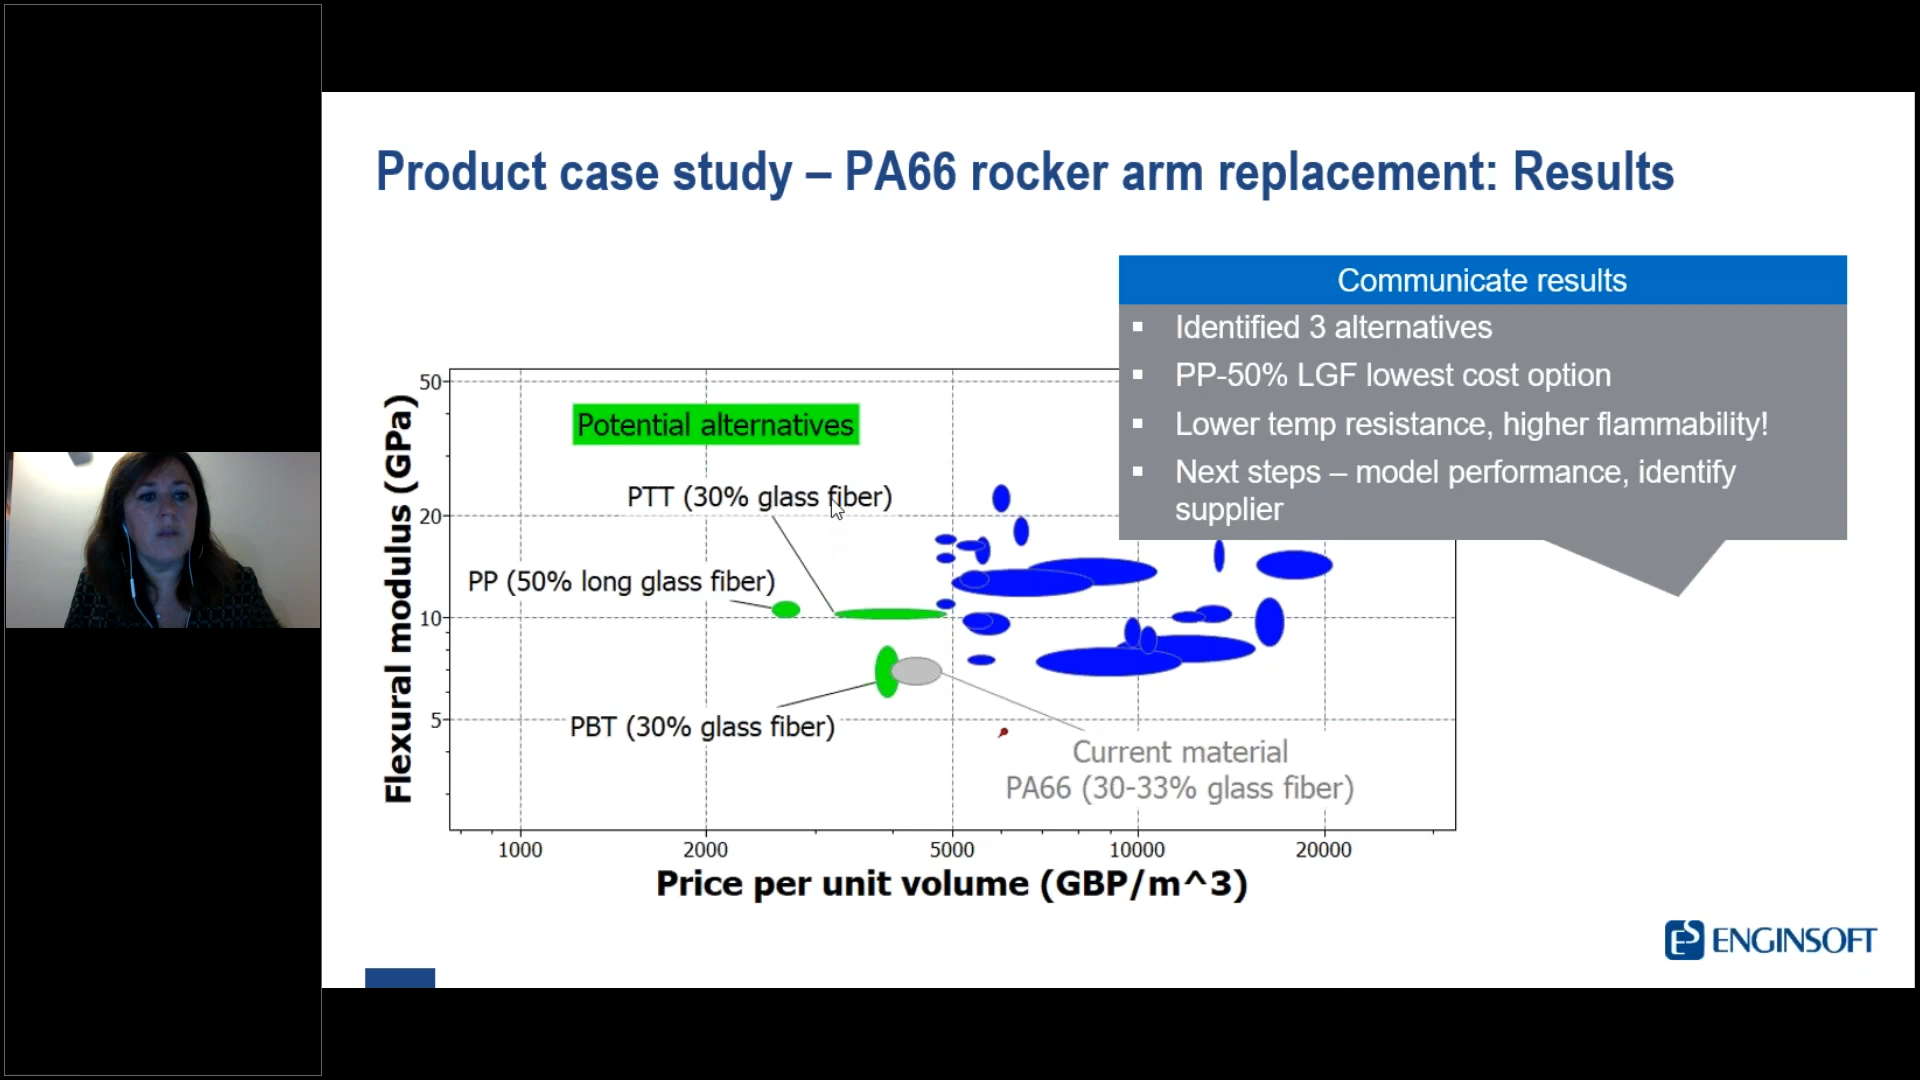 Product case study – PA66 rocker arm replacement: Results
Communicate results
▪ Identified 3 alternatives
▪ PP-50% LGF lowest cost option
▪ Lower temp resistance, higher flammability!
▪ Next steps – model performance, identify
supplier
Flexural modulus (GPa)
50
20
10
5
Potential alternatives
PTT (30% glass fiber)
PP (50% long glass fiber)
PBT (30% glass fiber)
Current material
PA66 (30-33% glass fiber)
1000
2000
5000
10000
20000
Price per unit volume (GBP/m^3)
ES ENGINSOFT